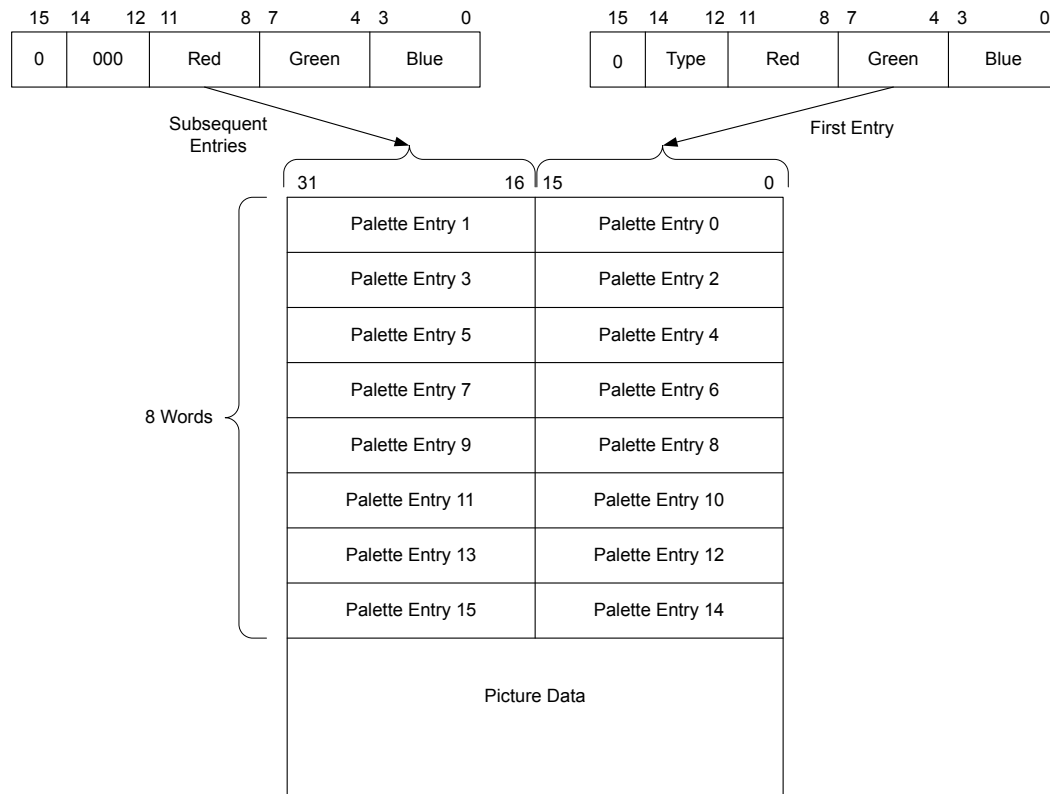 15 14 12 11 8 7 4 3 0
0 000 Red Green Blue
15 14 12 11 8 7 4 3 0
0 Type Red Green Blue
Subsequent
Entries
First Entry
31 16 15 0
Palette Entry 1 Palette Entry 0
Palette Entry 3 Palette Entry 2
Palette Entry 5 Palette Entry 4
Palette Entry 7 Palette Entry 6
8 Words
Palette Entry 9 Palette Entry 8
Palette Entry 11 Palette Entry 10
Palette Entry 13 Palette Entry 12
Palette Entry 15 Palette Entry 14
Picture Data